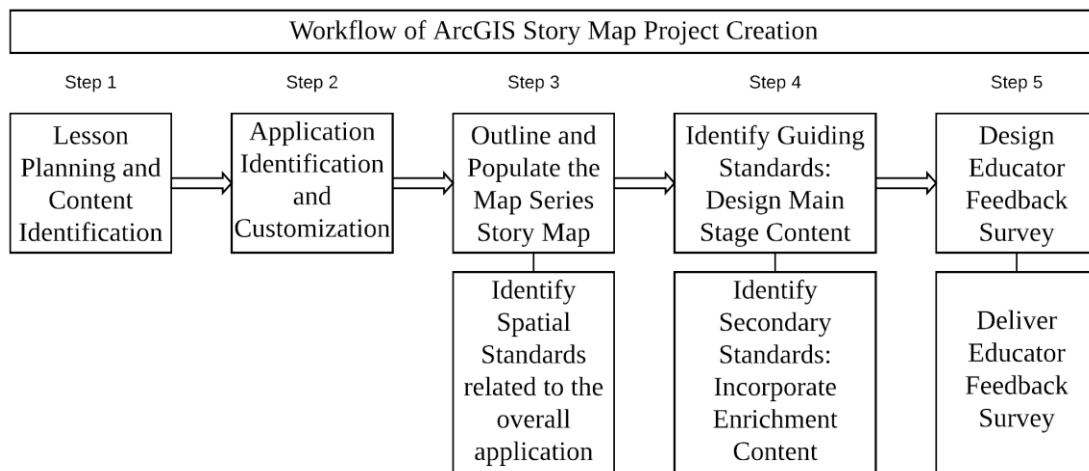 Workflow of ArcGIS Story Map Project Creation
Step 1
Step 2
Step 3
Step 4
Step 5
Lesson
Planning and
Content
Identification
Application
Identification
and
Customization
Outline and
Populate the
Map Series
Story Map
Identify Guiding
Standards:
Design Main
Stage Content
Design
Educator
Feedback
Survey
Identify
Spatial
Standards
related to the
overall
application
Identify
Secondary
Standards:
Incorporate
Enrichment
Content
Deliver
Educator
Feedback
Survey